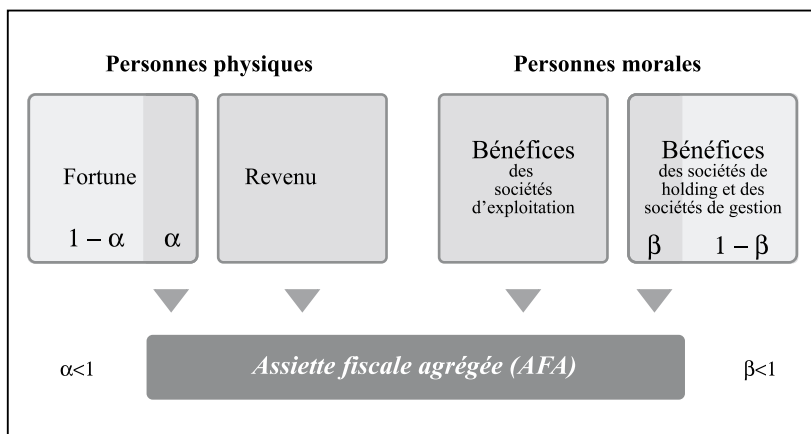 Personnes physiques
Personnes morales
Fortune
1 – α
α
Revenu
Bénéfices
des
sociétés
d’exploitation
Bénéfices
des sociétés de
holding et des
sociétés de gestion
β
1 – β
α<1
Assiette fiscale agrégée (AFA)
β<1